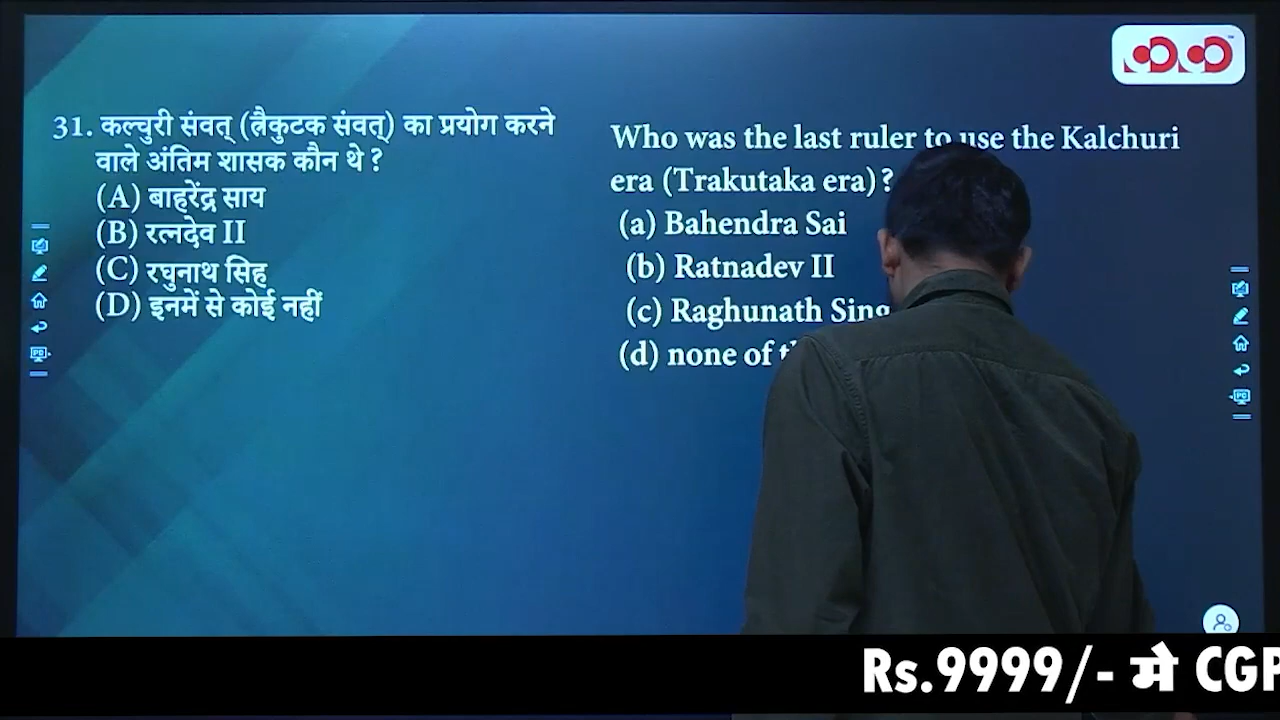 31. कल्चुरी संवत् (त्रैकुटक संवत्) का प्रयोग करने
वाले अंतिम शासक कौन थे ?
(A) बाहरेंद्र साय
(B) रत्नदेव II
(C) रघुनाथ सिंह
(D) इनमें से कोई नहीं
Who was the last ruler to use the Kalchuri
era (Trakutaka era)?
(a) Bahendra Sai
(b) Ratnadev II
(c) Raghunath Sing
(d) none of
Rs.9999/- मे CGP